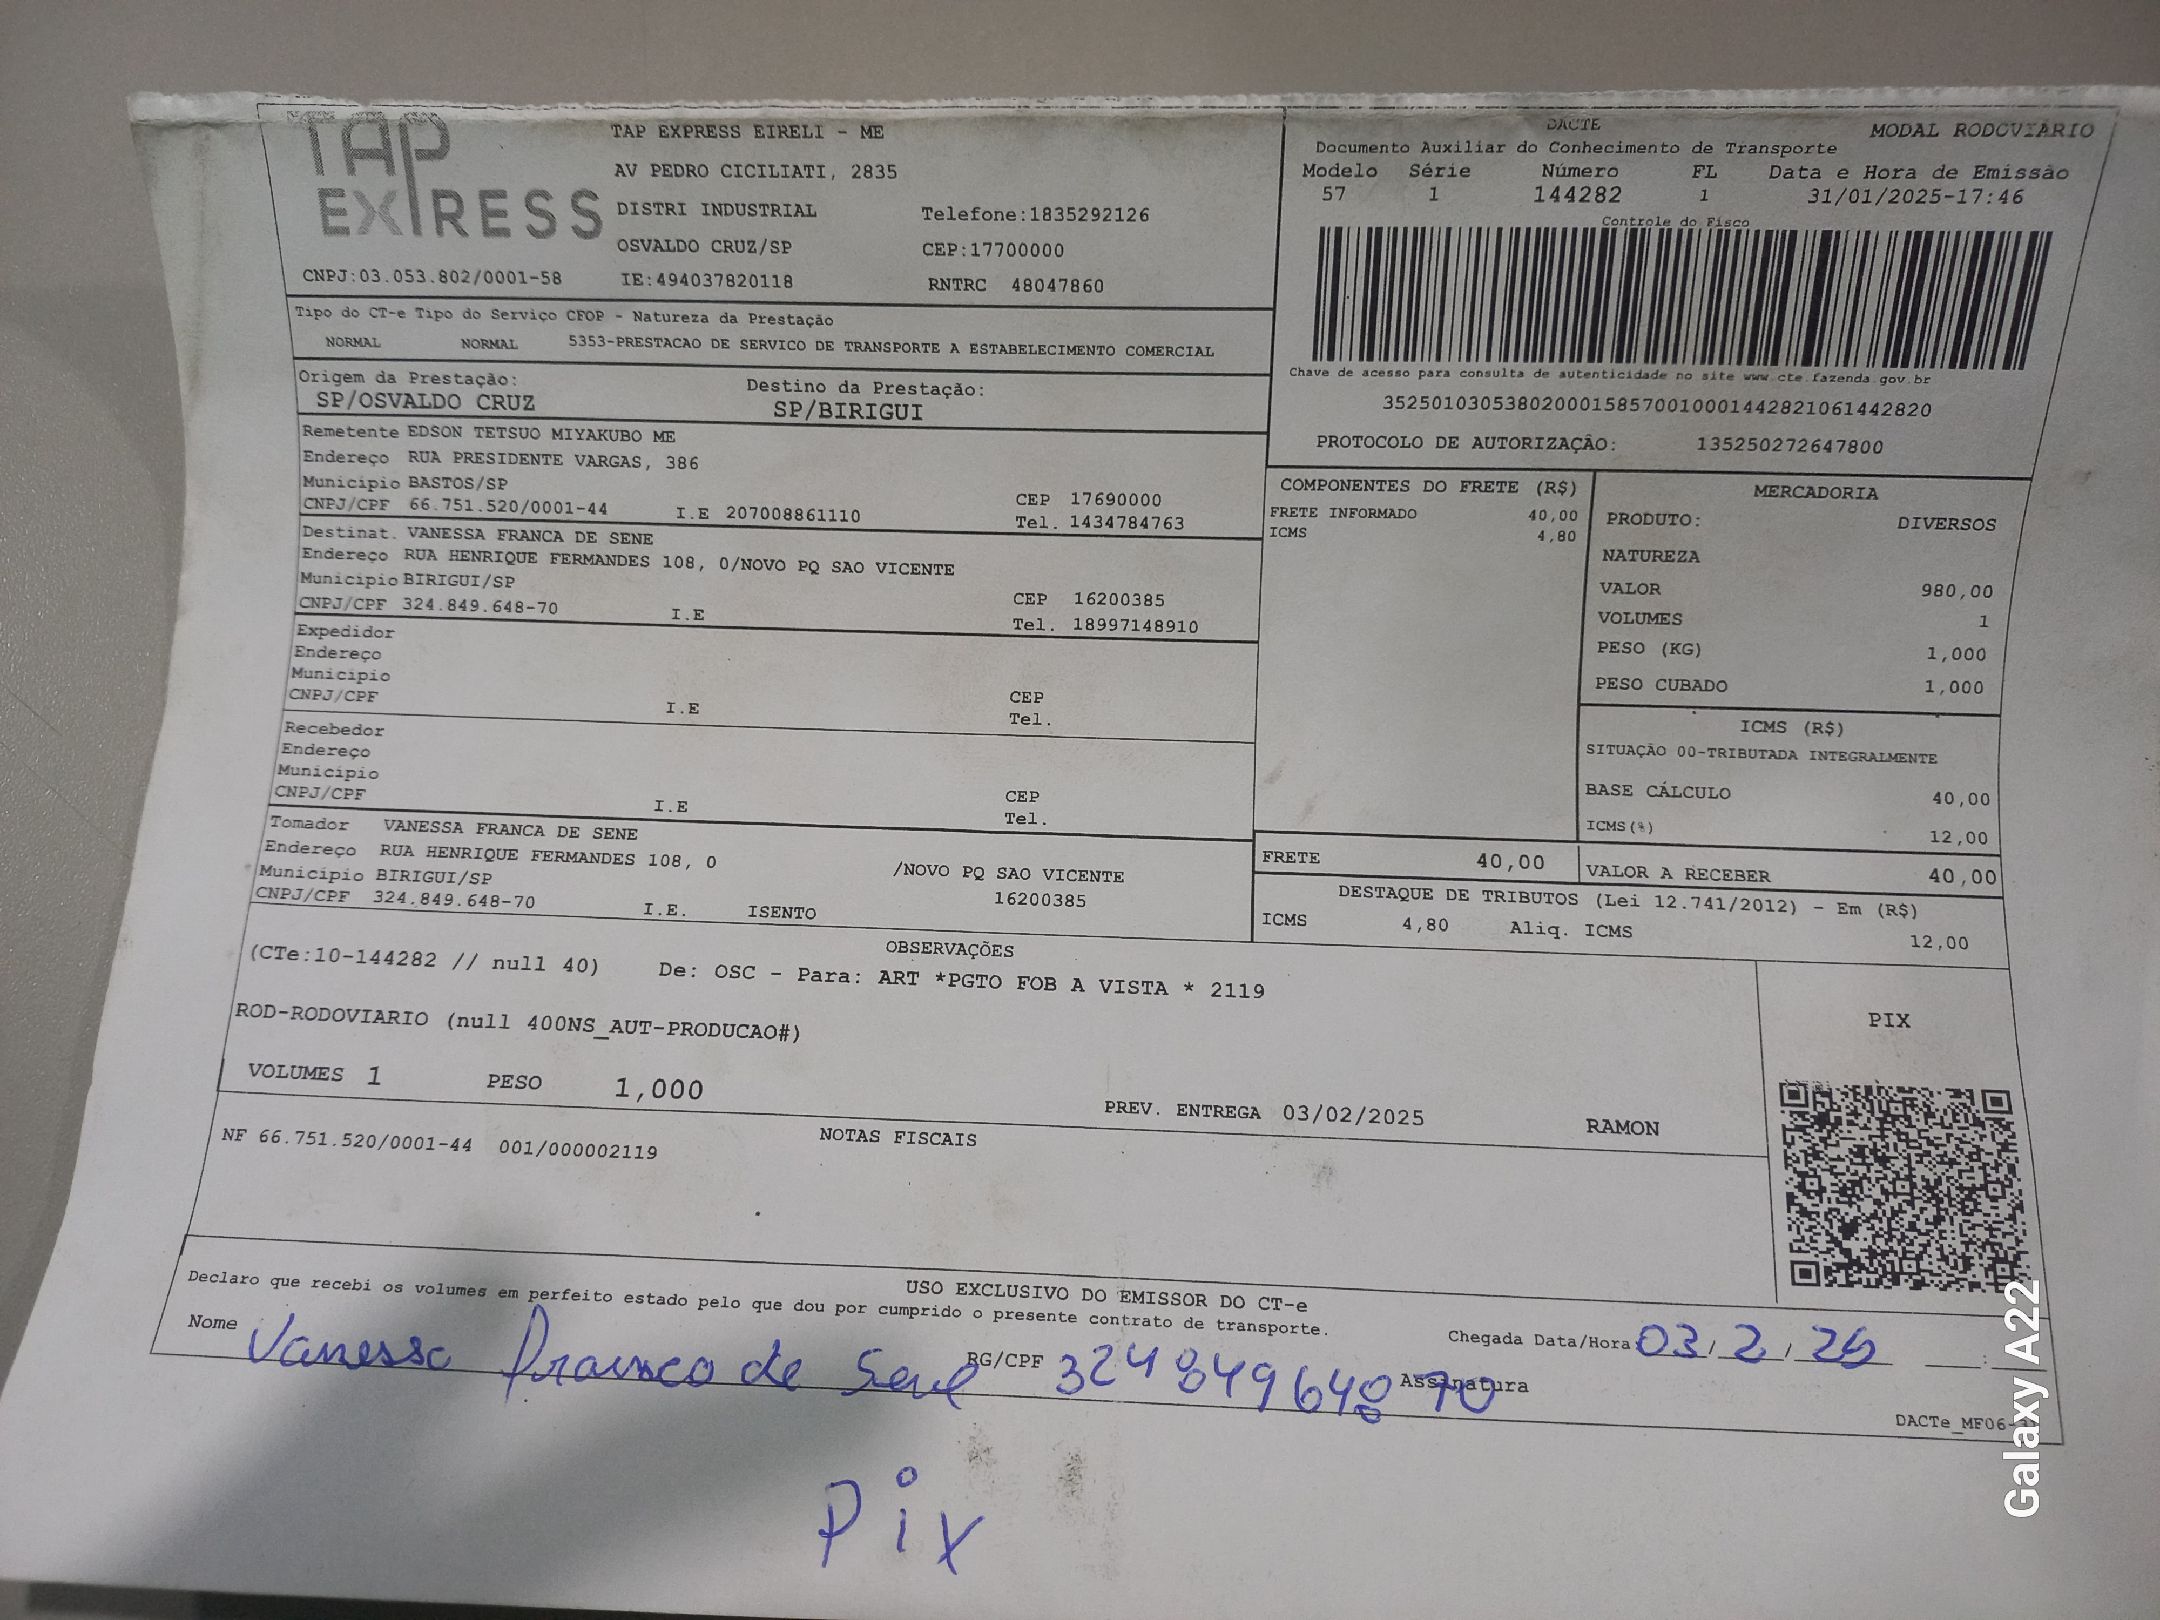 TAP
EXPRESS
TAP EXPRESS EIRELI - ME
AV PEDRO CICILIATI, 2835
DISTRI INDUSTRIAL
Telefone:1835292126
OSVALDO CRUZ/SP
CEP:17700000
CNPJ:03.053.802/0001-58
IE:494037820118
RNTRC 48047860
DACTE
MODAL RODOVIÁRIO
Documento Auxiliar do Conhecimento de Transporte
Modelo Série Número FL Data e Hora de Emissão
57 1 144282 1 31/01/2025-17:46
Controle do Fisco
Chave de acesso para consulta de autenticidade no site www.cte.fazenda.gov.br
35250103053802000158570010001442821061442820
PROTOCOLO DE AUTORIZAÇÃO: 135250272647800
Tipo do CT-e Tipo do Serviço CFOP - Natureza da Prestação
NORMAL NORMAL 5353-PRESTACAO DE SERVICO DE TRANSPORTE A ESTABELECIMENTO COMERCIAL
Origem da Prestação: Destino da Prestação:
SP/OSVALDO CRUZ SP/BIRIGUI
Remetente EDSON TETSUO MIYAKUBO ME
Endereço RUA PRESIDENTE VARGAS, 386
Municipio BASTOS/SP CEP 17690000
CNPJ/CPF 66.751.520/0001-44 I.E 207008861110 Tel. 1434784763
Destinat. VANESSA FRANCA DE SENE
Endereço RUA HENRIQUE FERMANDES 108, 0/NOVO PQ SAO VICENTE
Municipio BIRIGUI/SP CEP 16200385
CNPJ/CPF 324.849.648-70 I.E Tel. 18997148910
Expedidor
Endereço
Municipio CEP
CNPJ/CPF I.E Tel.
Recebedor
Endereço
Municipio CEP
CNPJ/CPF I.E Tel.
Tomador VANESSA FRANCA DE SENE
Endereço RUA HENRIQUE FERMANDES 108, 0 /NOVO PQ SAO VICENTE
Municipio BIRIGUI/SP 16200385
CNPJ/CPF 324.849.648-70 I.E. ISENTO
COMPONENTES DO FRETE (R$)
FRETE INFORMADO 40,00
ICMS 4,80
MERCADORIA
PRODUTO: DIVERSOS
NATUREZA
VALOR 980,00
VOLUMES 1
PESO (KG) 1,000
PESO CUBADO 1,000
ICMS (R$)
SITUAÇÃO 00-TRIBUTADA INTEGRALMENTE
BASE CÁLCULO 40,00
ICMS(%) 12,00
FRETE 40,00 VALOR A RECEBER 40,00
DESTAQUE DE TRIBUTOS (Lei 12.741/2012) - Em (R$)
ICMS 4,80 Aliq. ICMS 12,00
OBSERVAÇÕES
(CTe:10-144282 // null 40) De: OSC - Para: ART *PGTO FOB A VISTA * 2119
ROD-RODOVIARIO (null 400NS_AUT-PRODUCAO#)
PIX
VOLUMES 1 PESO 1,000 PREV. ENTREGA 03/02/2025 RAMON
NOTAS FISCAIS
NF 66.751.520/0001-44 001/000002119
USO EXCLUSIVO DO EMISSOR DO CT-e
Declaro que recebi os volumes em perfeito estado pelo que dou por cumprido o presente contrato de transporte.
Nome Vanessa Franca de Sene RG/CPF 324 849 648 70 Assinatura
Chegada Data/Hora 03/2/25 __:__
Pix
Galaxy A22